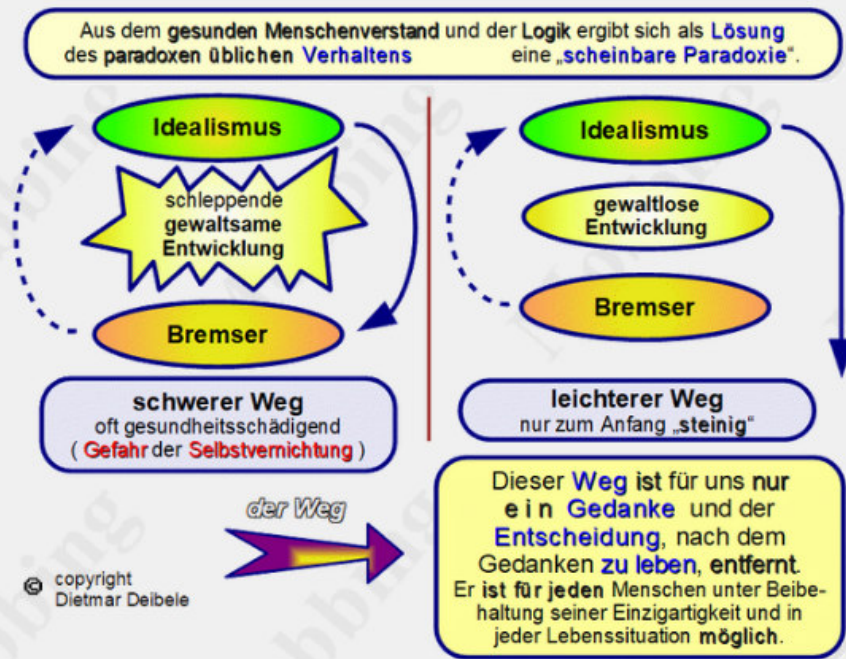 Aus dem gesunden Menschenverstand und der Logik ergibt sich als Lösung
des paradoxen üblichen Verhaltens eine „scheinbare Paradoxie“.
Idealismus
schleppende
gewaltsame
Entwicklung
Bremser
schwerer Weg
oft gesundheitsschädigend
( Gefahr der Selbstvernichtung )
Idealismus
gewaltlose
Entwicklung
Bremser
leichterer Weg
nur zum Anfang „steinig“
der Weg
Dieser Weg ist für uns nur
e i n Gedanke und der
Entscheidung, nach dem
Gedanken zu leben, entfernt.
Er ist für jeden Menschen unter Beibe-
haltung seiner Einzigartigkeit und in
jeder Lebenssituation möglich.
© copyright
Dietmar Deibele